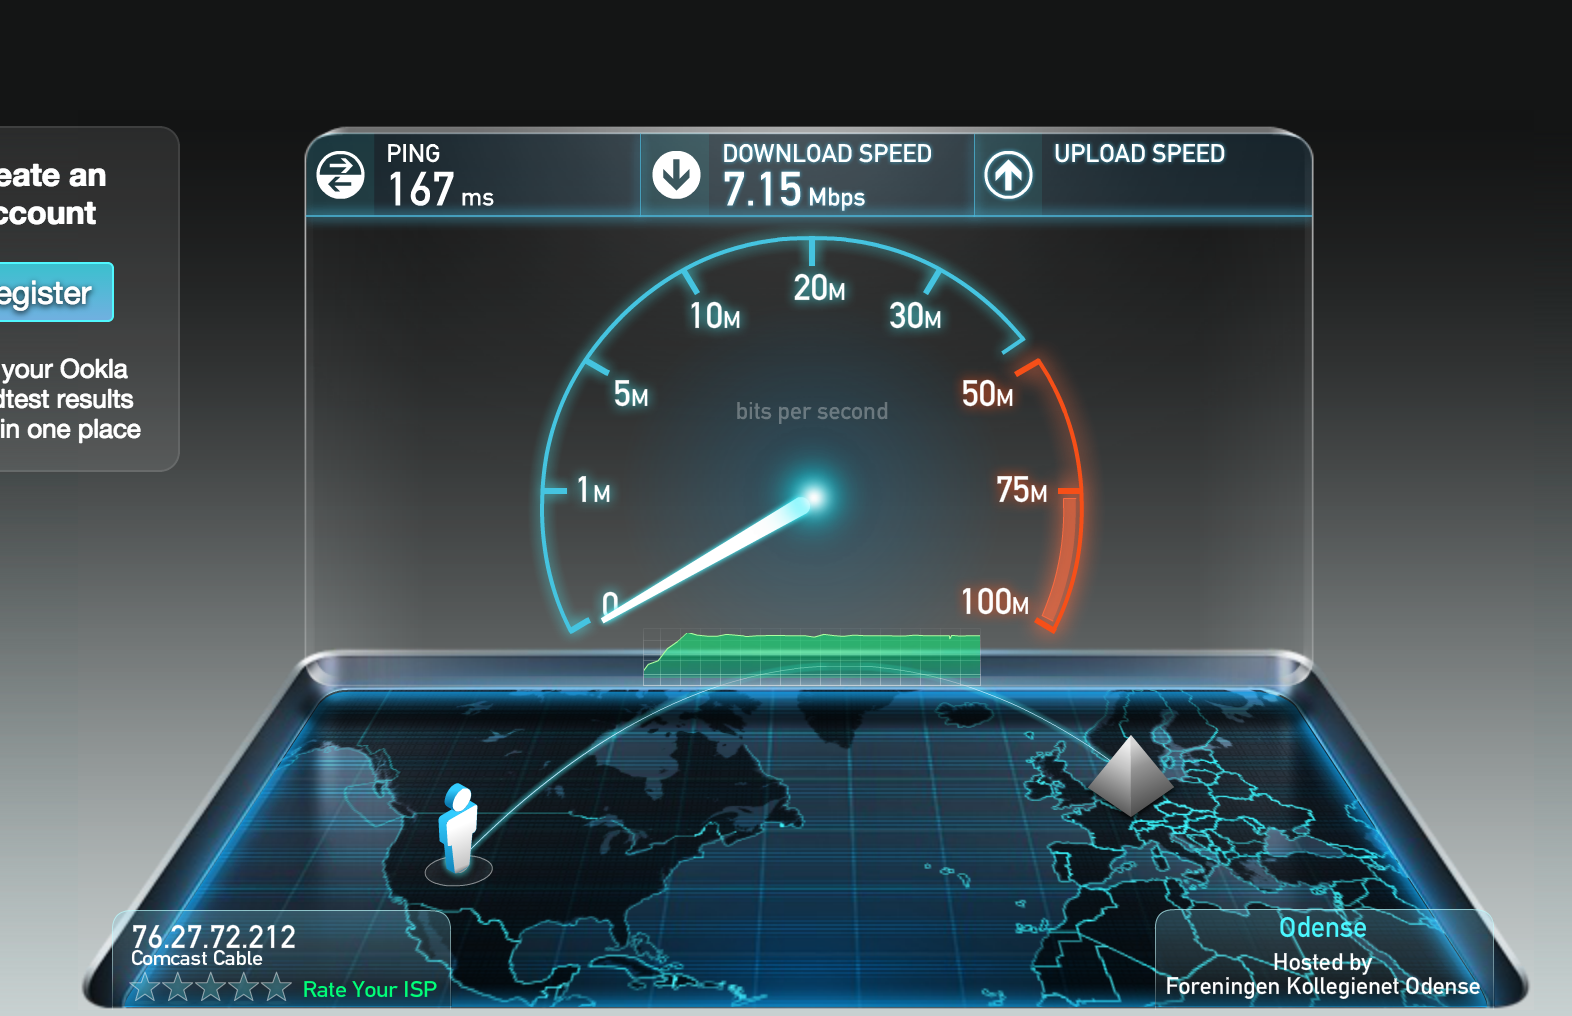 PING
167 ms
DOWNLOAD SPEED
7.15 Mbps
UPLOAD SPEED
eate an
ccount
egister
your Ookla
dtest results
in one place
0
1M
5M
10M
20M
30M
50M
75M
100M
bits per second
76.27.72.212
Comcast Cable
Rate Your ISP
Odense
Hosted by
Foreningen Kollegienet Odense